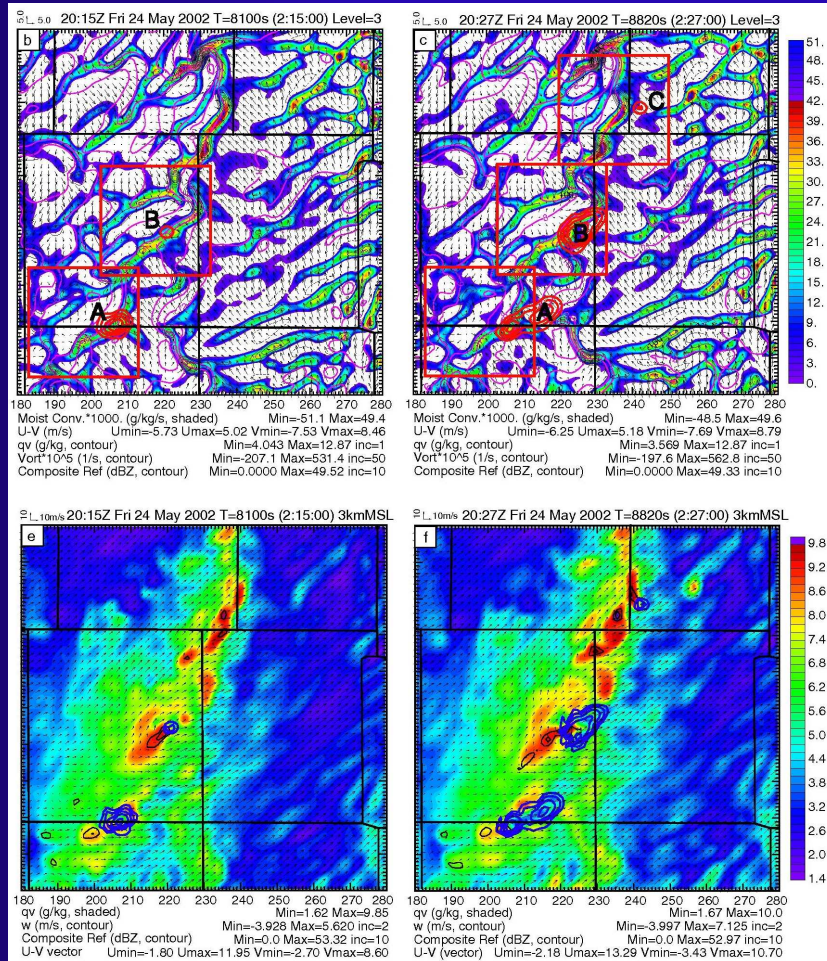 5.0 5.0 20:15Z Fri 24 May 2002 T=8100s (2:15:00) Level=3
b
B
A
180 190 200 210 220 230 240 250 260 270 280
Moist Conv.*1000. (g/kg/s, shaded) Min=-51.1 Max=49.4
U-V (m/s) Umin=-5.73 Umax=5.02 Vmin=-7.53 Vmax=8.46
qv (g/kg, contour) Min=4.043 Max=12.87 inc=1
Vort*10^5 (1/s, contour) Min=-207.1 Max=531.4 inc=50
Composite Ref (dBZ, contour) Min=0.0000 Max=49.52 inc=10
5.0 5.0 20:27Z Fri 24 May 2002 T=8820s (2:27:00) Level=3
c
C
B
A
180 190 200 210 220 230 240 250 260 270 280
Moist Conv.*1000. (g/kg/s, shaded) Min=-48.5 Max=49.6
U-V (m/s) Umin=-6.25 Umax=5.18 Vmin=-7.69 Vmax=8.79
qv (g/kg, contour) Min=3.569 Max=12.87 inc=1
Vort*10^5 (1/s, contour) Min=-197.6 Max=562.8 inc=50
Composite Ref (dBZ, contour) Min=0.0000 Max=49.33 inc=10
51.
48.
45.
42.
39.
36.
33.
30.
27.
24.
21.
18.
15.
12.
9.
6.
3.
0.
10 10m/s 20:15Z Fri 24 May 2002 T=8100s (2:15:00) 3kmMSL
e
180 190 200 210 220 230 240 250 260 270 280
qv (g/kg, shaded) Min=1.62 Max=9.85
w (m/s, contour) Min=-3.928 Max=5.620 inc=2
Composite Ref (dBZ, contour) Min=0.0 Max=53.32 inc=10
U-V vector Umin=-1.80 Umax=11.95 Vmin=-2.70 Vmax=8.60
10 10m/s 20:27Z Fri 24 May 2002 T=8820s (2:27:00) 3kmMSL
f
180 190 200 210 220 230 240 250 260 270 280
qv (g/kg, shaded) Min=1.67 Max=10.0
w (m/s, contour) Min=-3.997 Max=7.125 inc=2
Composite Ref (dBZ, contour) Min=0.0 Max=52.97 inc=10
U-V (vector) Umin=-2.18 Umax=13.29 Vmin=-3.43 Vmax=10.70
9.8
9.2
8.6
8.0
7.4
6.8
6.2
5.6
5.0
4.4
3.8
3.2
2.6
2.0
1.4